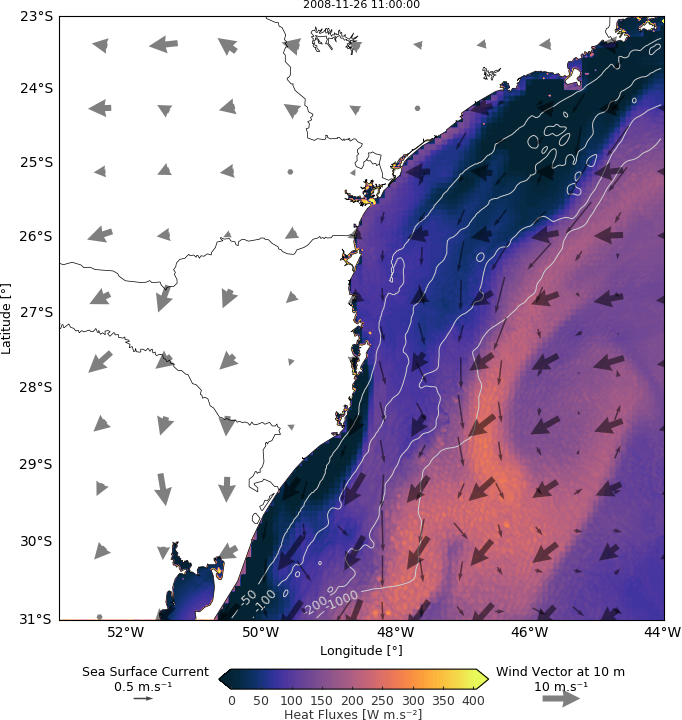 2008-11-26 11:00:00
23°S
24°S
25°S
26°S
27°S
28°S
29°S
30°S
31°S
Latitude [°]
-50
-100
-200
-1000
52°W 50°W 48°W 46°W 44°W
Longitude [°]
Sea Surface Current
0.5 m.s⁻¹
Wind Vector at 10 m
10 m.s⁻¹
0 50 100 150 200 250 300 350 400
Heat Fluxes [W m.s⁻²]